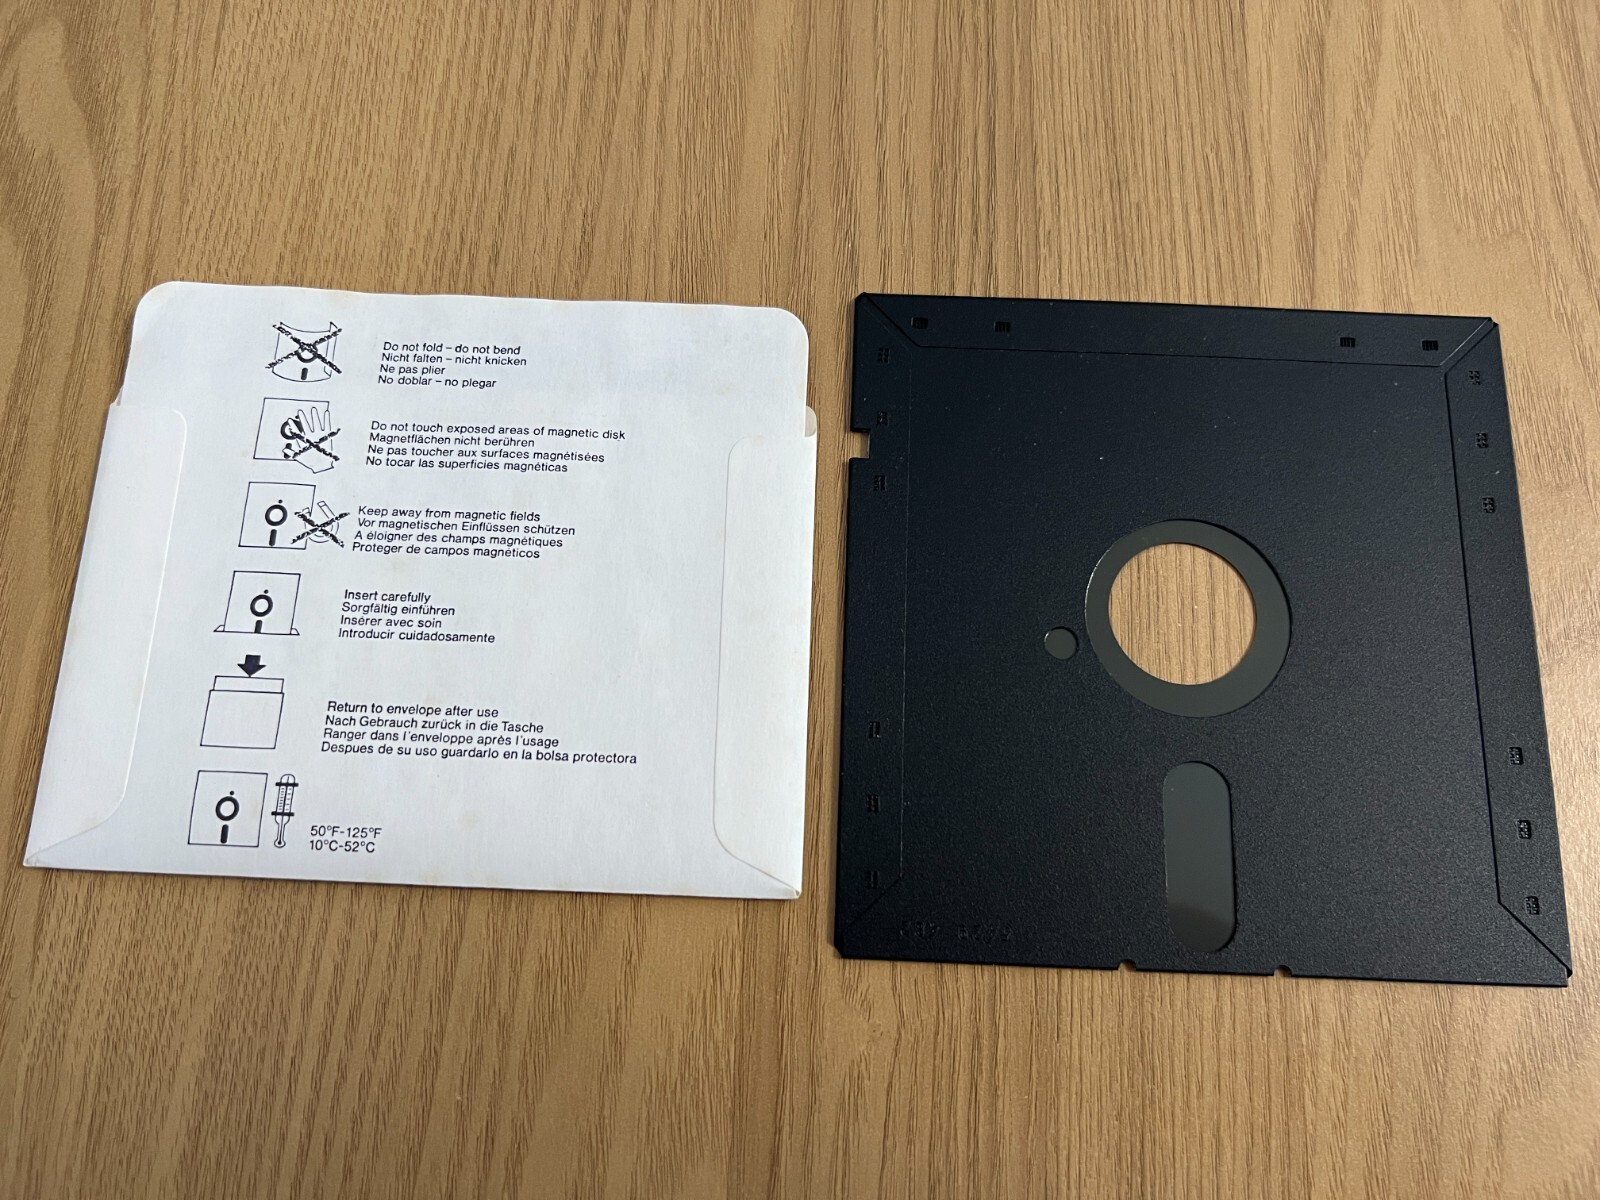 Do not fold – do not bend
Nicht falten – nicht knicken
Ne pas plier
No doblar – no plegar
Do not touch exposed areas of magnetic disk
Magnetflächen nicht berühren
Ne pas toucher aux surfaces magnétisées
No tocar las superficies magnéticas
Keep away from magnetic fields
Vor magnetischen Einflüssen schützen
A éloigner des champs magnétiques
Proteger de campos magnéticos
Insert carefully
Sorgfältig einführen
Insérer avec soin
Introducir cuidadosamente
Return to envelope after use
Nach Gebrauch zurück in die Tasche
Ranger dans l'enveloppe après l'usage
Despues de su uso guardarlo en la bolsa protectora
50°F-125°F
10°C-52°C